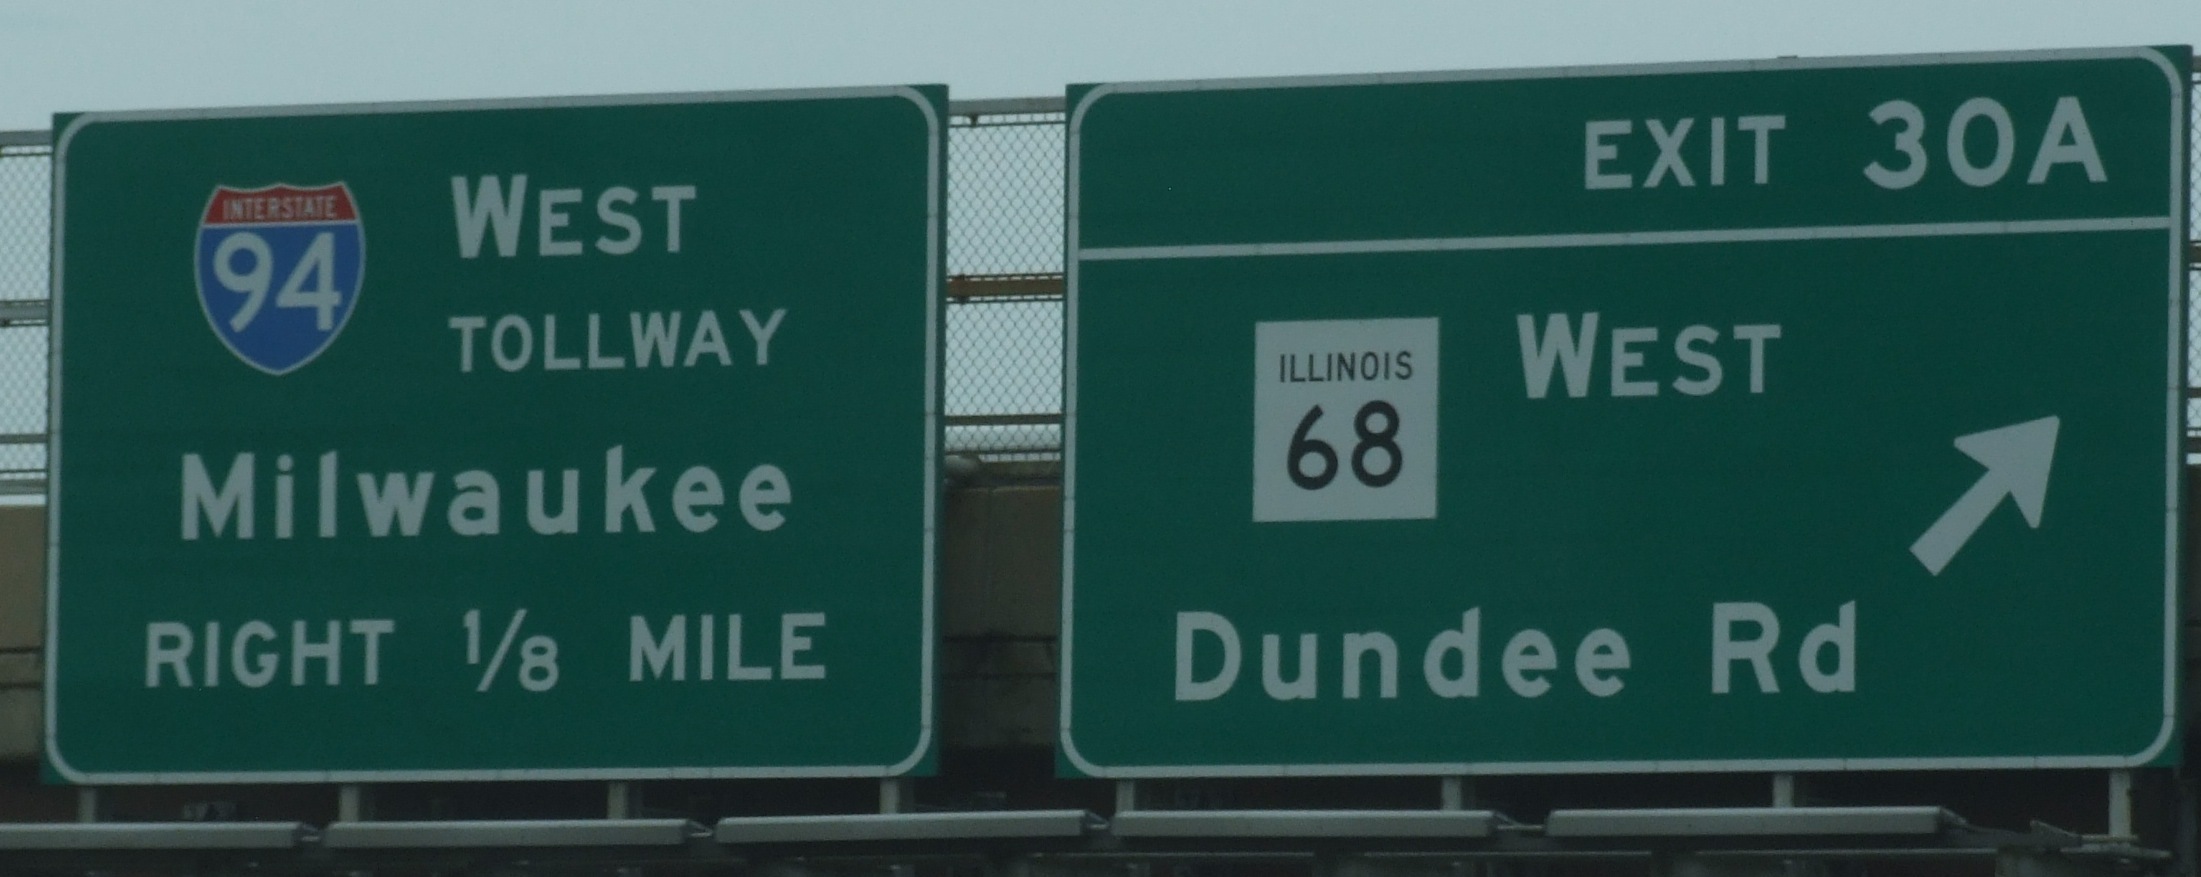 INTERSTATE
94
WEST
TOLLWAY
Milwaukee
RIGHT 1/8 MILE
EXIT 30A
ILLINOIS
68
WEST
Dundee Rd